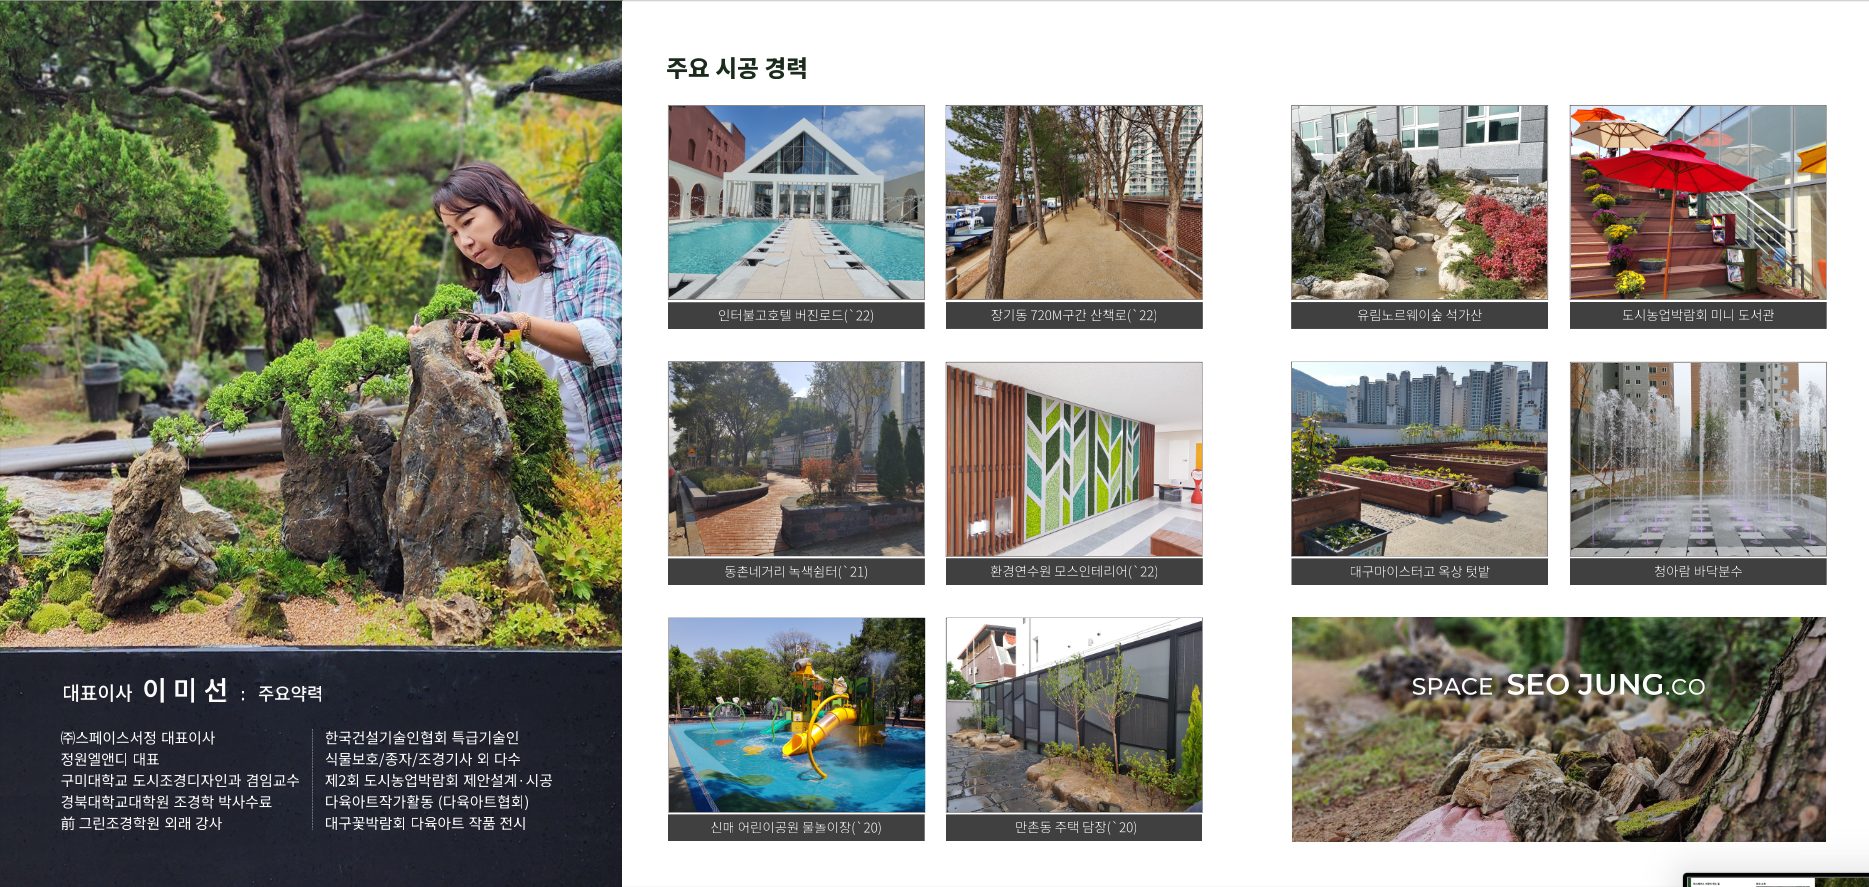 대표이사 이미선 : 주요약력
㈜스페이스서정 대표이사
정원엘앤디 대표
구미대학교 도시조경디자인과 겸임교수
경북대학교대학원 조경학 박사수료
前 그린조경학원 외래 강사
한국건설기술인협회 특급기술인
식물보호/종자/조경기사 외 다수
제2회 도시농업박람회 제안설계·시공
다육아트작가활동 (다육아트협회)
대구꽃박람회 다육아트 작품 전시
주요 시공 경력
인터불고호텔 버진로드(`22)
장기동 720M구간 산책로(`22)
유림노르웨이숲 석가산
도시농업박람회 미니 도서관
동촌네거리 녹색쉼터(`21)
환경연수원 모스인테리어(`22)
대구마이스터고 옥상 텃밭
청아람 바닥분수
신매 어린이공원 물놀이장(`20)
만촌동 주택 담장(`20)
SPACE SEO JUNG.CO